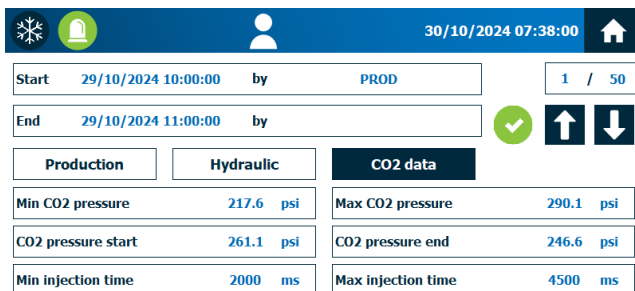 30/10/2024 07:38:00
Start 29/10/2024 10:00:00 by PROD 1 / 50
End 29/10/2024 11:00:00 by
Production Hydraulic CO2 data
Min CO2 pressure 217.6 psi Max CO2 pressure 290.1 psi
CO2 pressure start 261.1 psi CO2 pressure end 246.6 psi
Min injection time 2000 ms Max injection time 4500 ms